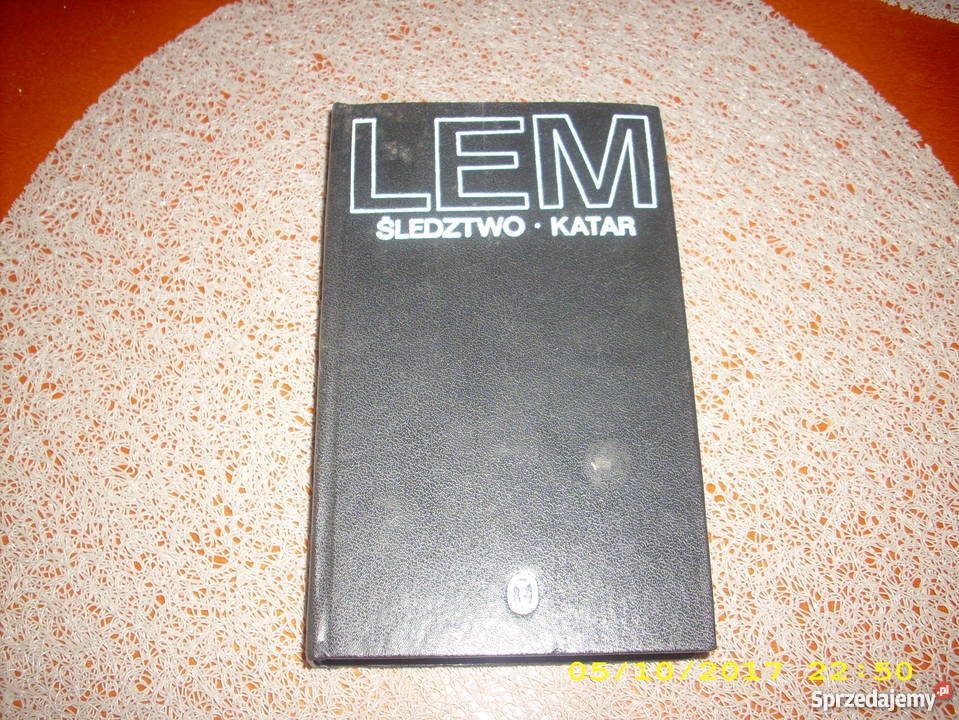 LEM
ŚLEDZTWO · KATAR
05/10/2017 22:50
Sprzedajemy.pl